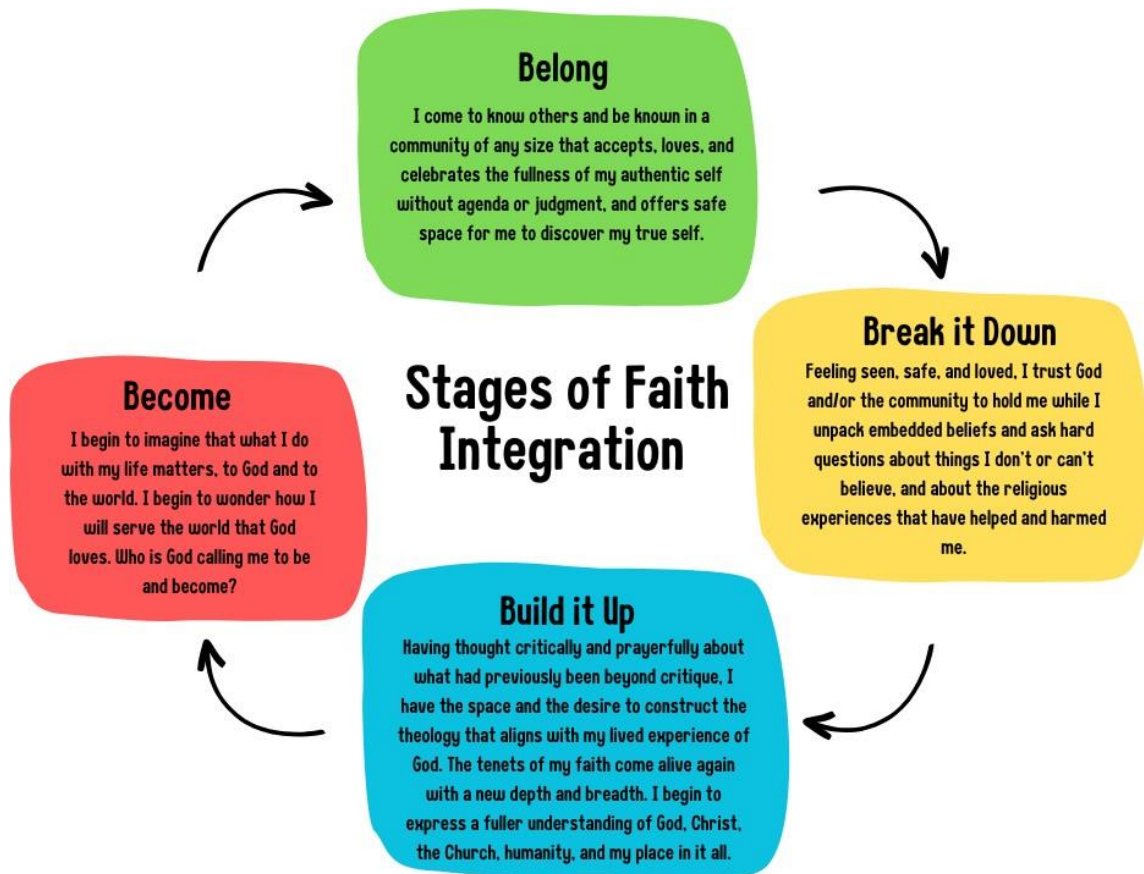 Belong
I come to know others and be known in a
community of any size that accepts, loves, and
celebrates the fullness of my authentic self
without agenda or judgment, and offers safe
space for me to discover my true self.
Break it Down
Feeling seen, safe, and loved, I trust God
and/or the community to hold me while I
unpack embedded beliefs and ask hard
questions about things I don't or can't
believe, and about the religious
experiences that have helped and harmed
me.
Stages of Faith
Integration
Become
I begin to imagine that what I do
with my life matters, to God and to
the world. I begin to wonder how I
will serve the world that God
loves. Who is God calling me to be
and become?
Build it Up
Having thought critically and prayerfully about
what had previously been beyond critique, I
have the space and the desire to construct the
theology that aligns with my lived experience of
God. The tenets of my faith come alive again
with a new depth and breadth. I begin to
express a fuller understanding of God, Christ,
the Church, humanity, and my place in it all.